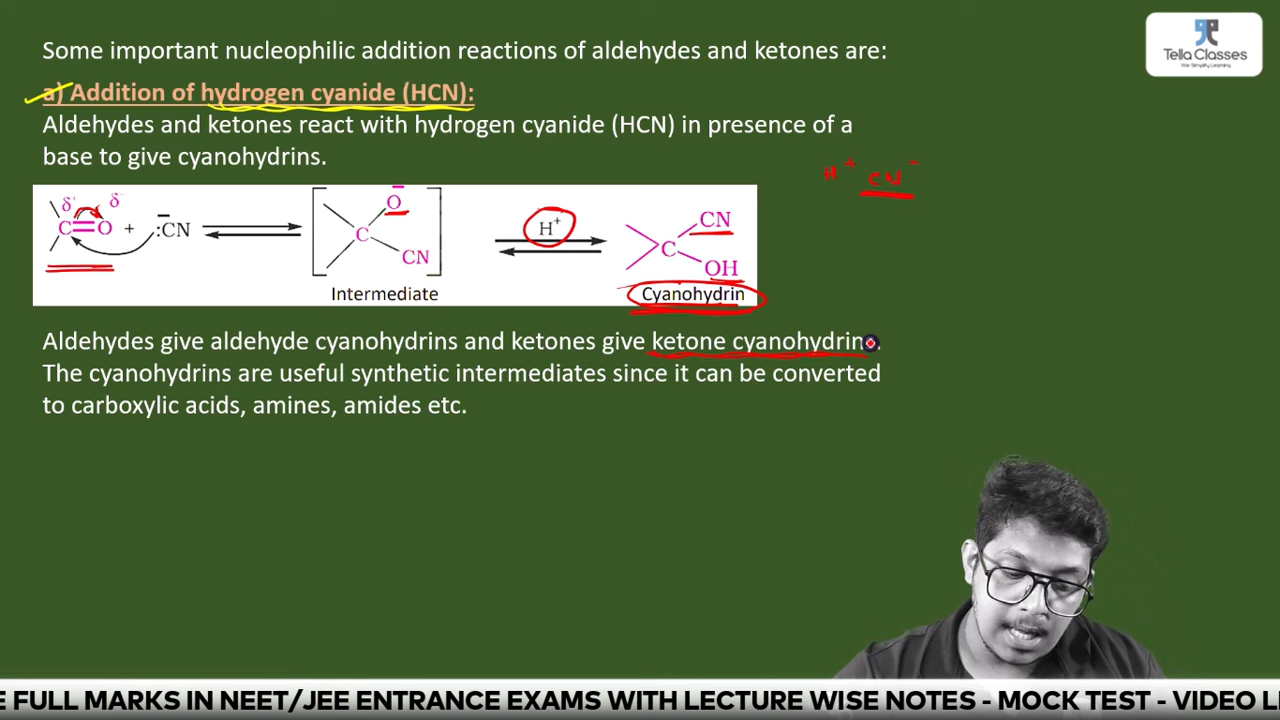 Some important nucleophilic addition reactions of aldehydes and ketones are:
Tella Classes
We Simplify Learning
a) Addition of hydrogen cyanide (HCN):
Aldehydes and ketones react with hydrogen cyanide (HCN) in presence of a
base to give cyanohydrins.
H⁺ CN⁻
δ⁺ δ⁻
C=O + :C̄N
O⁻
C
CN
Intermediate
H⁺
CN
C
OH
Cyanohydrin
Aldehydes give aldehyde cyanohydrins and ketones give ketone cyanohydrin.
The cyanohydrins are useful synthetic intermediates since it can be converted
to carboxylic acids, amines, amides etc.
E FULL MARKS IN NEET/JEE ENTRANCE EXAMS WITH LECTURE WISE NOTES - MOCK TEST - VIDEO LE